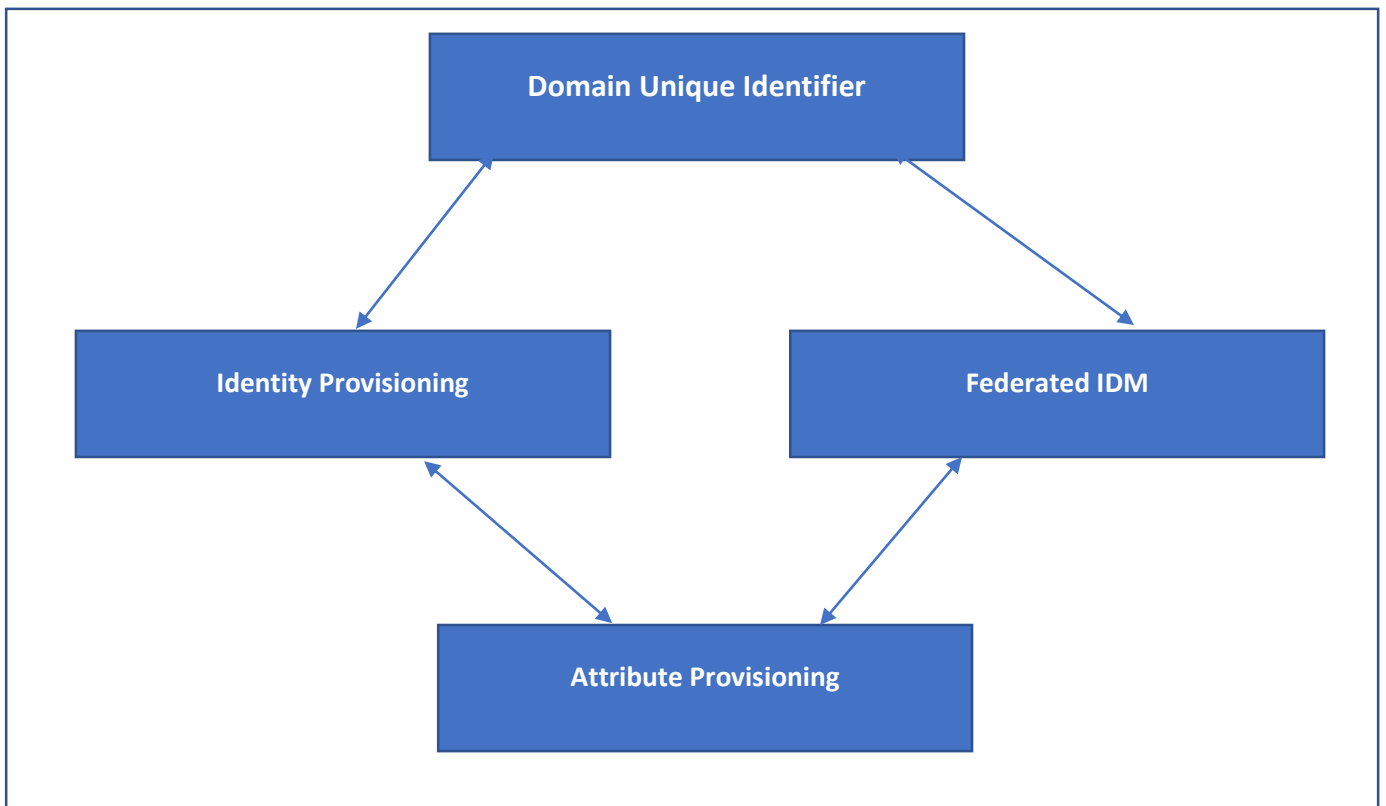 Domain Unique Identifier
Identity Provisioning
Federated IDM
Attribute Provisioning